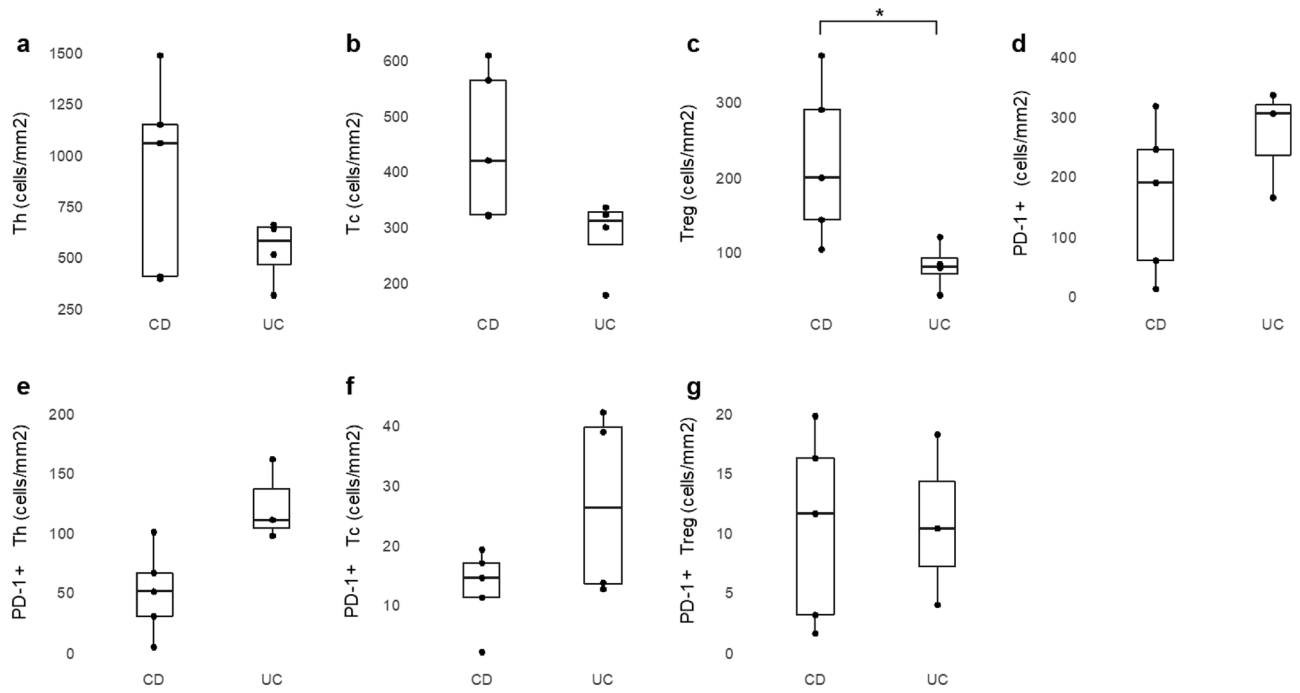 a
Th (cells/mm2)
1500
1250
1000
750
500
250
CD
UC
b
Tc (cells/mm2)
600
500
400
300
200
CD
UC
c
*
Treg (cells/mm2)
300
200
100
CD
UC
d
PD-1+ (cells/mm2)
400
300
200
100
0
CD
UC
e
PD-1+ Th (cells/mm2)
200
150
100
50
0
CD
UC
f
PD-1+ Tc (cells/mm2)
40
30
20
10
CD
UC
g
PD-1+ Treg (cells/mm2)
20
15
10
5
0
CD
UC